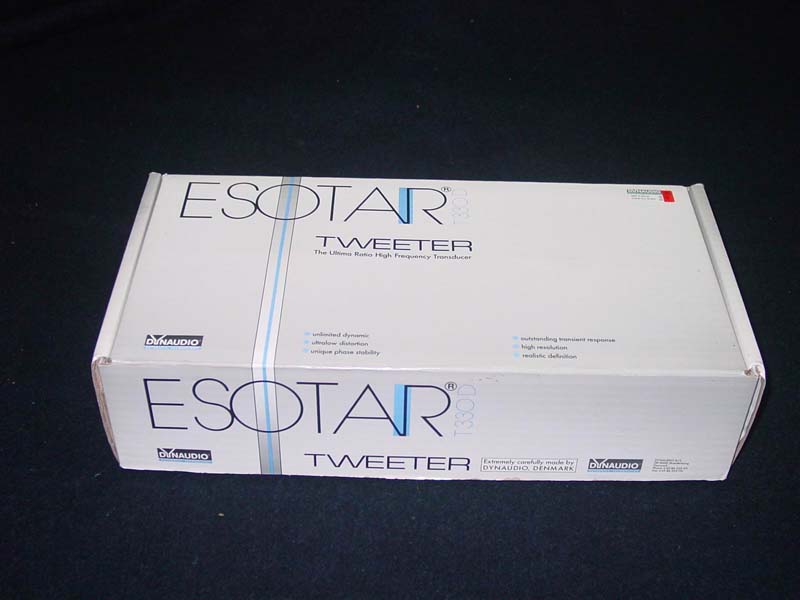 ESOTAR® T330D
DYNAUDIO
TWEETER
The Ultima Ratio High Frequency Transducer
DYNAUDIO
unlimited dynamic
ultralow distortion
unique phase stability
outstanding transient response
high resolution
realistic definition
ESOTAR® T330D
DYNAUDIO
TWEETER
Extremely carefully made by
DYNAUDIO, DENMARK
DYNAUDIO